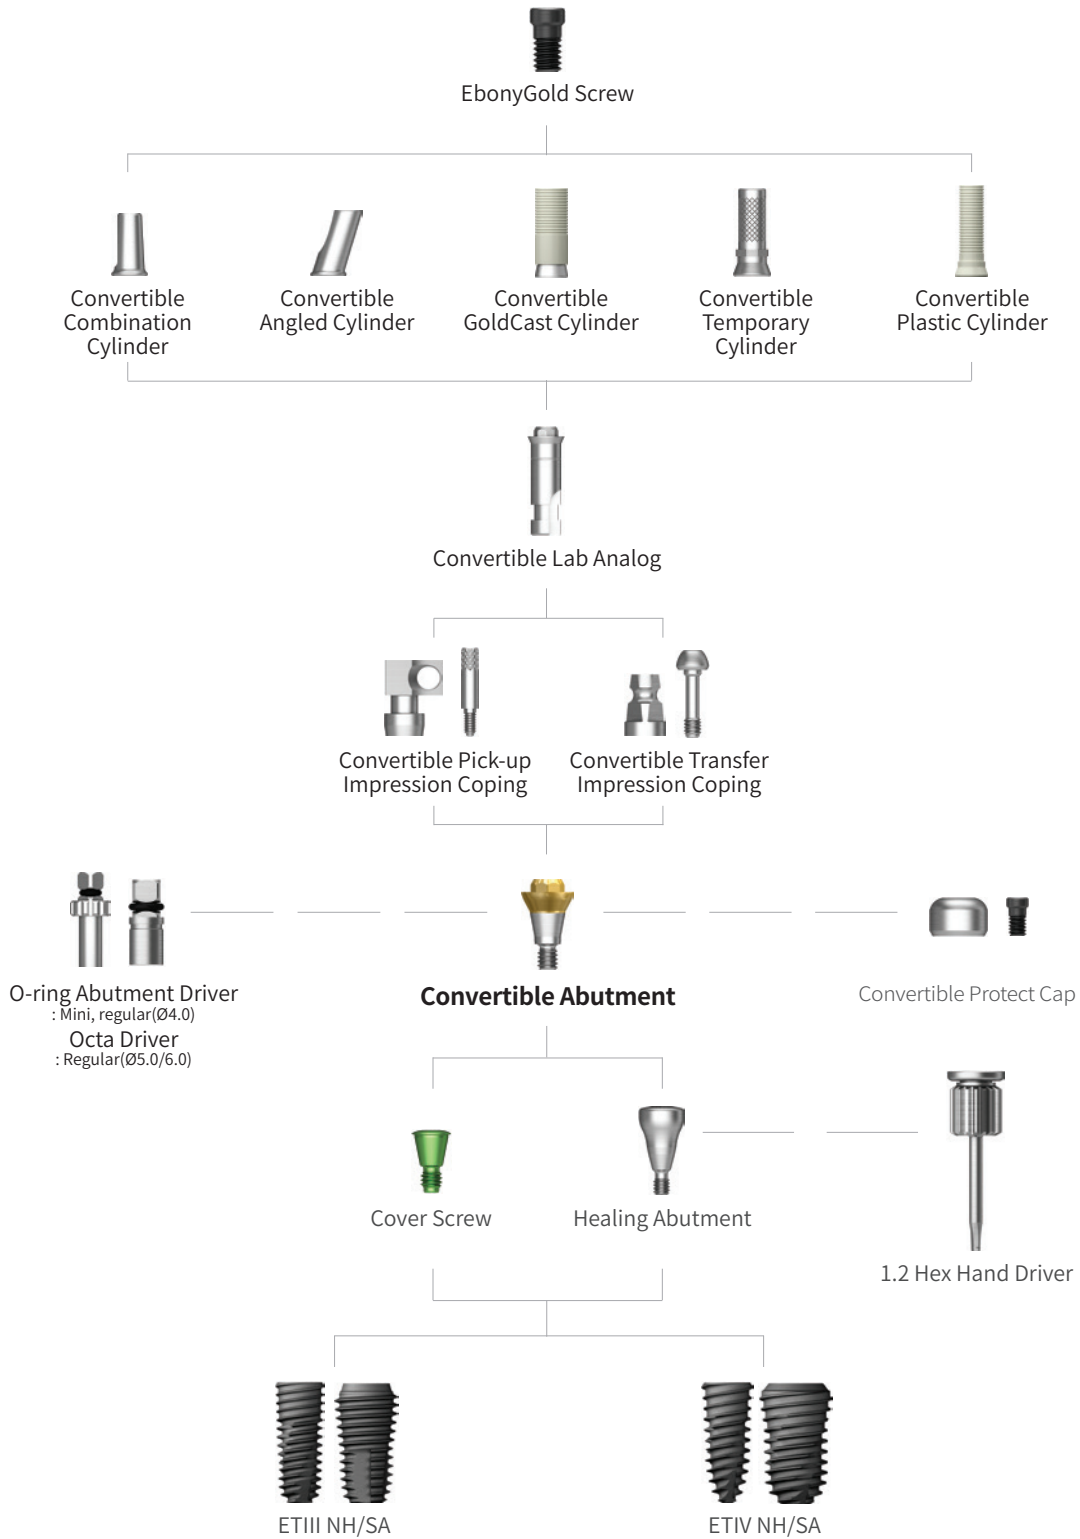 EbonyGold Screw
Convertible
Combination
Cylinder
Convertible
Angled Cylinder
Convertible
GoldCast Cylinder
Convertible
Temporary
Cylinder
Convertible
Plastic Cylinder
Convertible Lab Analog
Convertible Pick-up
Impression Coping
Convertible Transfer
Impression Coping
O-ring Abutment Driver
: Mini, regular(Ø4.0)
Octa Driver
: Regular(Ø5.0/6.0)
Convertible Abutment
Convertible Protect Cap
Cover Screw
Healing Abutment
1.2 Hex Hand Driver
ETIII NH/SA
ETIV NH/SA